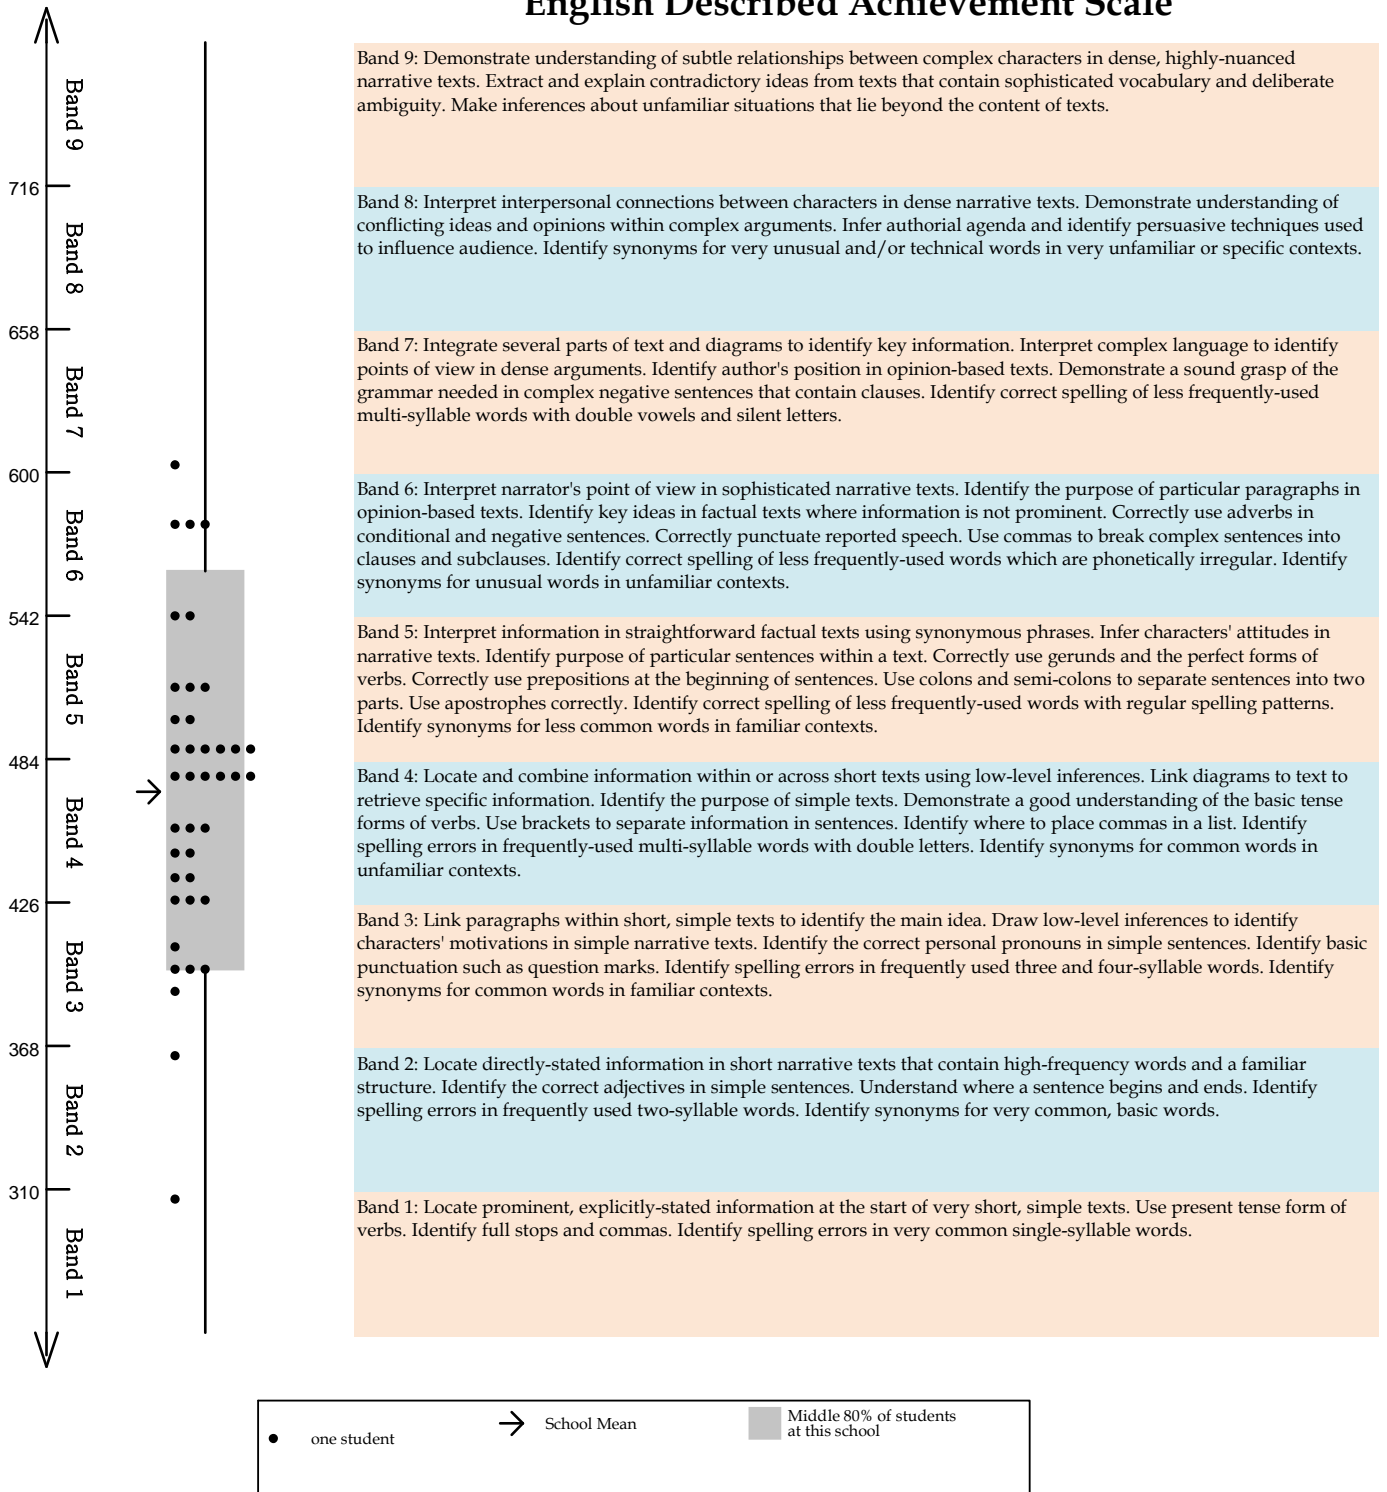 English Described Achievement Scale
Band 9
716
Band 8
658
Band 7
600
Band 6
542
Band 5
484
Band 4
426
Band 3
368
Band 2
310
Band 1
Band 9: Demonstrate understanding of subtle relationships between complex characters in dense, highly-nuanced
narrative texts. Extract and explain contradictory ideas from texts that contain sophisticated vocabulary and deliberate
ambiguity. Make inferences about unfamiliar situations that lie beyond the content of texts.
Band 8: Interpret interpersonal connections between characters in dense narrative texts. Demonstrate understanding of
conflicting ideas and opinions within complex arguments. Infer authorial agenda and identify persuasive techniques used
to influence audience. Identify synonyms for very unusual and/or technical words in very unfamiliar or specific contexts.
Band 7: Integrate several parts of text and diagrams to identify key information. Interpret complex language to identify
points of view in dense arguments. Identify author's position in opinion-based texts. Demonstrate a sound grasp of the
grammar needed in complex negative sentences that contain clauses. Identify correct spelling of less frequently-used
multi-syllable words with double vowels and silent letters.
Band 6: Interpret narrator's point of view in sophisticated narrative texts. Identify the purpose of particular paragraphs in
opinion-based texts. Identify key ideas in factual texts where information is not prominent. Correctly use adverbs in
conditional and negative sentences. Correctly punctuate reported speech. Use commas to break complex sentences into
clauses and subclauses. Identify correct spelling of less frequently-used words which are phonetically irregular. Identify
synonyms for unusual words in unfamiliar contexts.
Band 5: Interpret information in straightforward factual texts using synonymous phrases. Infer characters' attitudes in
narrative texts. Identify purpose of particular sentences within a text. Correctly use gerunds and the perfect forms of
verbs. Correctly use prepositions at the beginning of sentences. Use colons and semi-colons to separate sentences into two
parts. Use apostrophes correctly. Identify correct spelling of less frequently-used words with regular spelling patterns.
Identify synonyms for less common words in familiar contexts.
Band 4: Locate and combine information within or across short texts using low-level inferences. Link diagrams to text to
retrieve specific information. Identify the purpose of simple texts. Demonstrate a good understanding of the basic tense
forms of verbs. Use brackets to separate information in sentences. Identify where to place commas in a list. Identify
spelling errors in frequently-used multi-syllable words with double letters. Identify synonyms for common words in
unfamiliar contexts.
Band 3: Link paragraphs within short, simple texts to identify the main idea. Draw low-level inferences to identify
characters' motivations in simple narrative texts. Identify the correct personal pronouns in simple sentences. Identify basic
punctuation such as question marks. Identify spelling errors in frequently used three and four-syllable words. Identify
synonyms for common words in familiar contexts.
Band 2: Locate directly-stated information in short narrative texts that contain high-frequency words and a familiar
structure. Identify the correct adjectives in simple sentences. Understand where a sentence begins and ends. Identify
spelling errors in frequently used two-syllable words. Identify synonyms for very common, basic words.
Band 1: Locate prominent, explicitly-stated information at the start of very short, simple texts. Use present tense form of
verbs. Identify full stops and commas. Identify spelling errors in very common single-syllable words.
one student
School Mean
Middle 80% of students
at this school